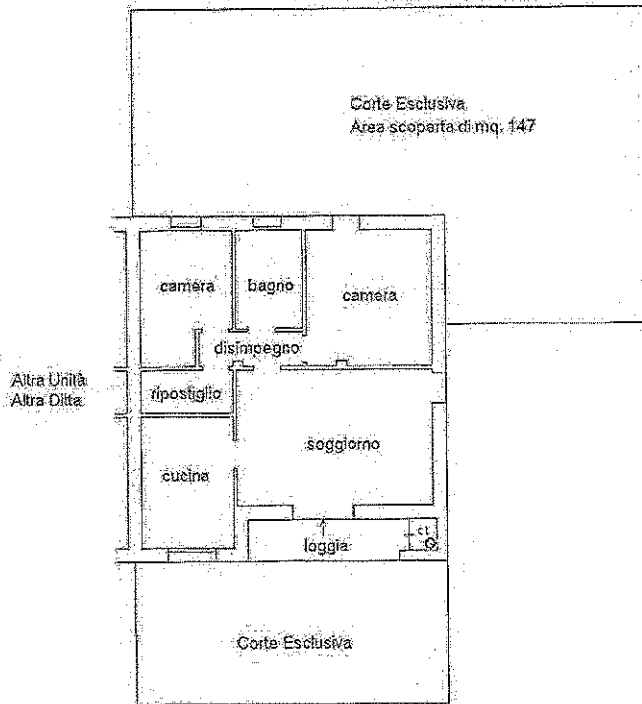 Corte Esclusiva
Area scoperta di mq. 147
camera
bagno
camera
disimpegno
Altra Unità
Altra Ditta
ripostiglio
soggiorno
cucina
ct
loggia
Corte Esclusiva